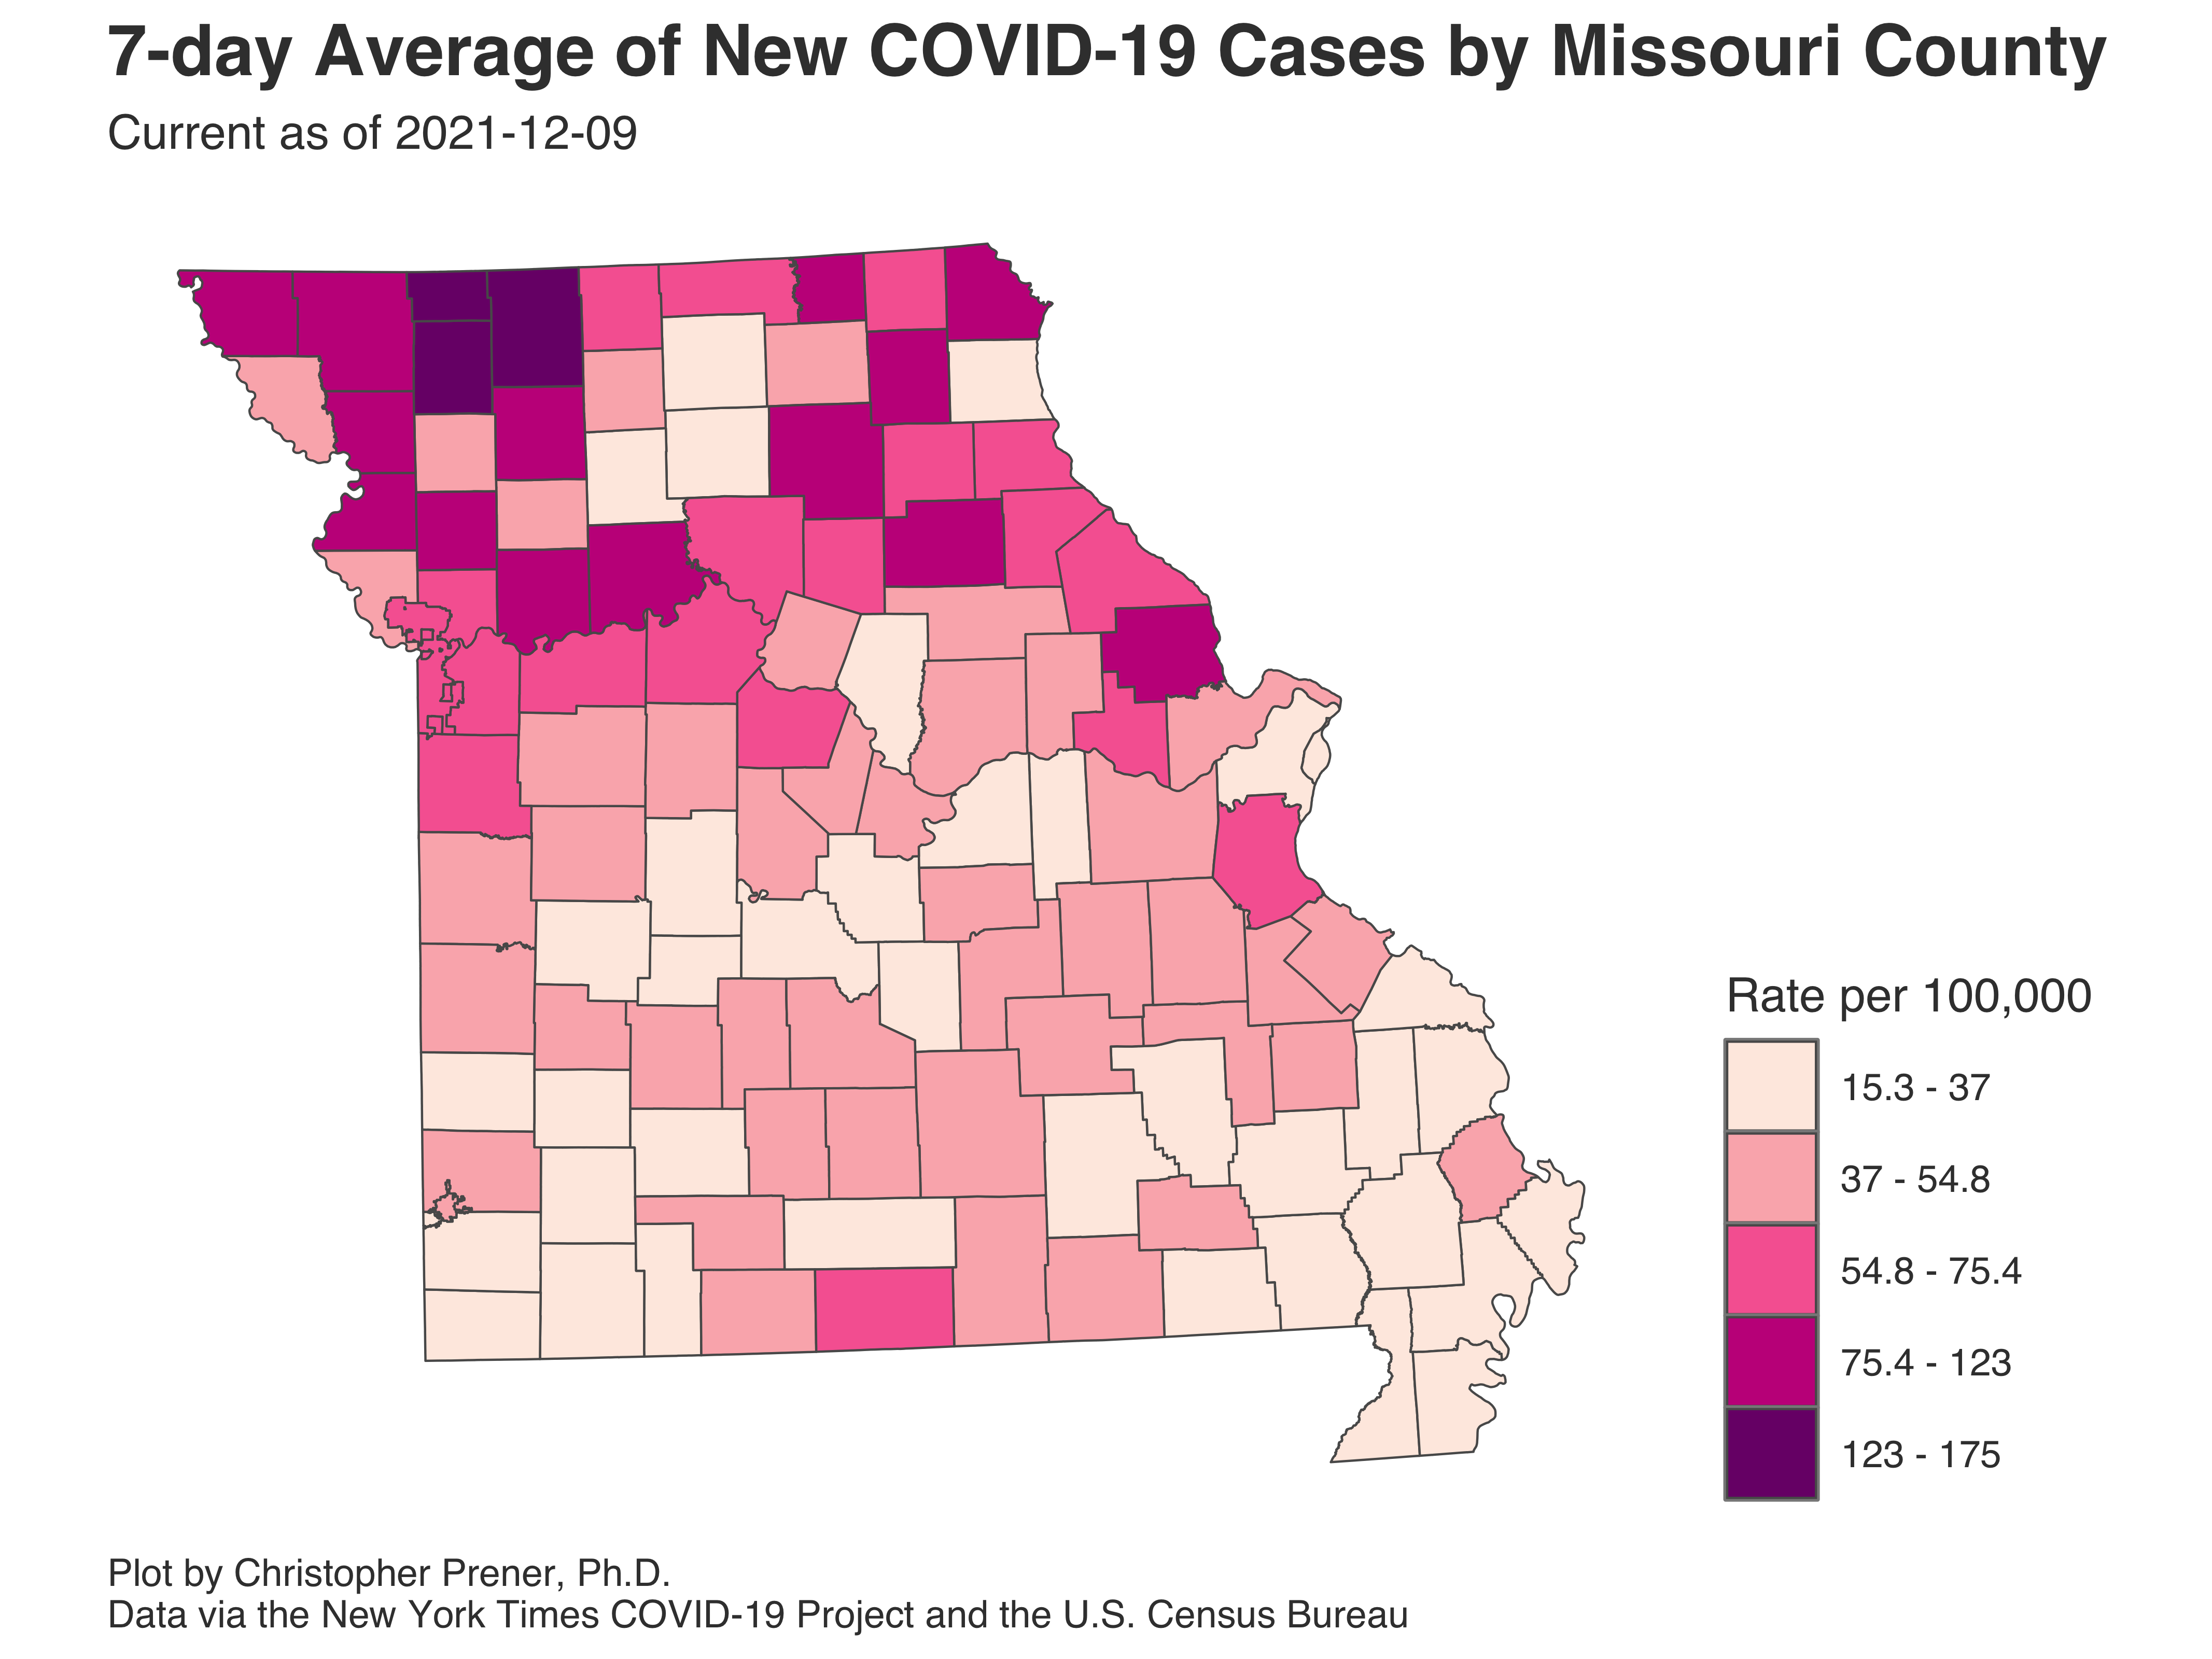 7-day Average of New COVID-19 Cases by Missouri County
Current as of 2021-12-09
Rate per 100,000
15.3 - 37
37 - 54.8
54.8 - 75.4
75.4 - 123
123 - 175
Plot by Christopher Prener, Ph.D.
Data via the New York Times COVID-19 Project and the U.S. Census Bureau